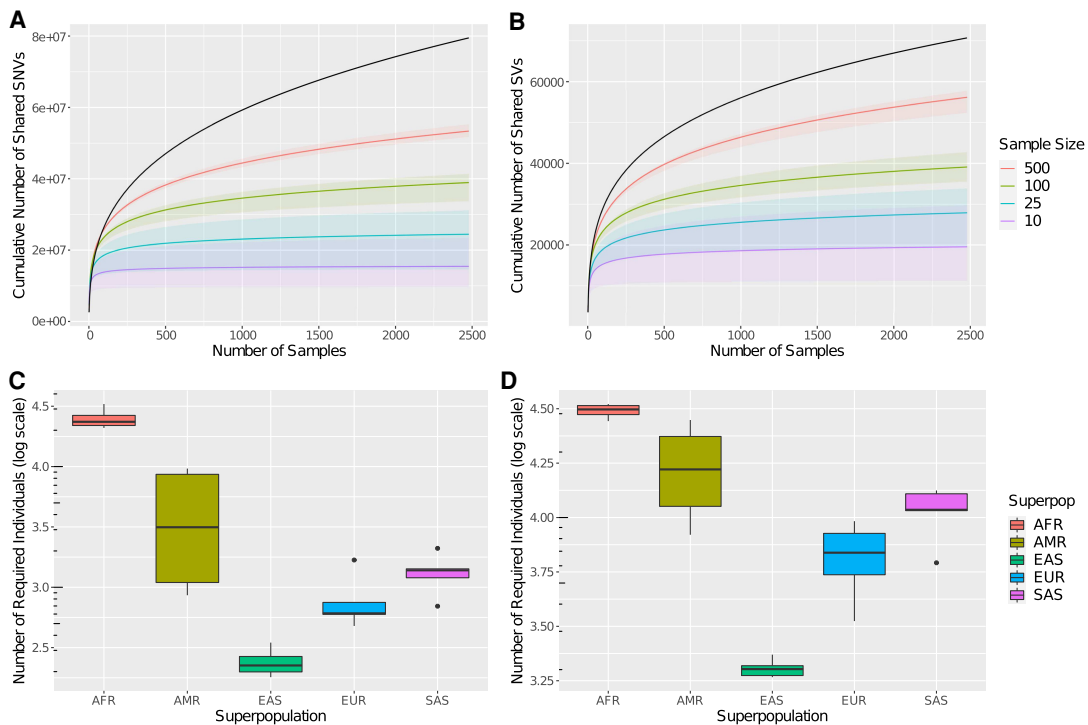 A
Cumulative Number of Shared SNVs
8e+07
6e+07
4e+07
2e+07
0e+00
0 500 1000 1500 2000 2500
Number of Samples
B
Cumulative Number of Shared SVs
60000
40000
20000
0 500 1000 1500 2000 2500
Number of Samples
Sample Size
500
100
25
10
C
Number of Required Individuals (log scale)
4.5
4.0
3.5
3.0
2.5
AFR AMR EAS EUR SAS
Superpopulation
D
Number of Required Individuals (log scale)
4.50
4.25
4.00
3.75
3.50
3.25
AFR AMR EAS EUR SAS
Superpopulation
Superpop
AFR
AMR
EAS
EUR
SAS